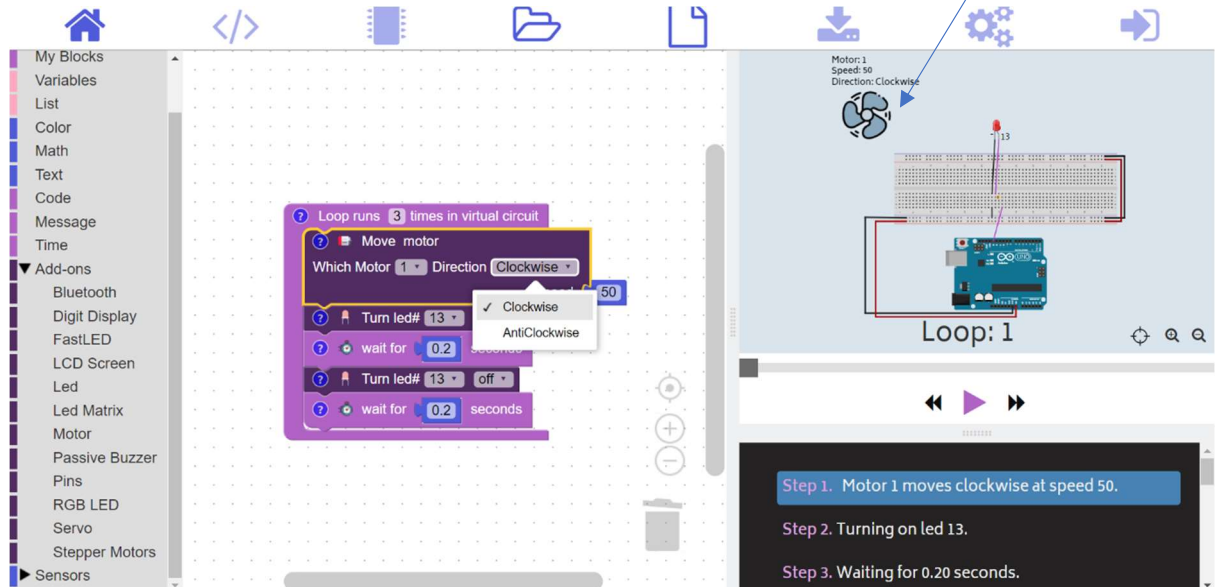 </>
My Blocks
Variables
List
Color
Math
Text
Code
Message
Time
Add-ons
Bluetooth
Digit Display
FastLED
LCD Screen
Led
Led Matrix
Motor
Passive Buzzer
Pins
RGB LED
Servo
Stepper Motors
Sensors
? Loop runs 3 times in virtual circuit
? Move motor
Which Motor 1 Direction Clockwise
50
✓ Clockwise
AntiClockwise
? Turn led# 13
? wait for 0.2 seconds
? Turn led# 13 off
? wait for 0.2 seconds
Motor: 1
Speed: 50
Direction: Clockwise
13
Loop: 1
Step 1. Motor 1 moves clockwise at speed 50.
Step 2. Turning on led 13.
Step 3. Waiting for 0.20 seconds.